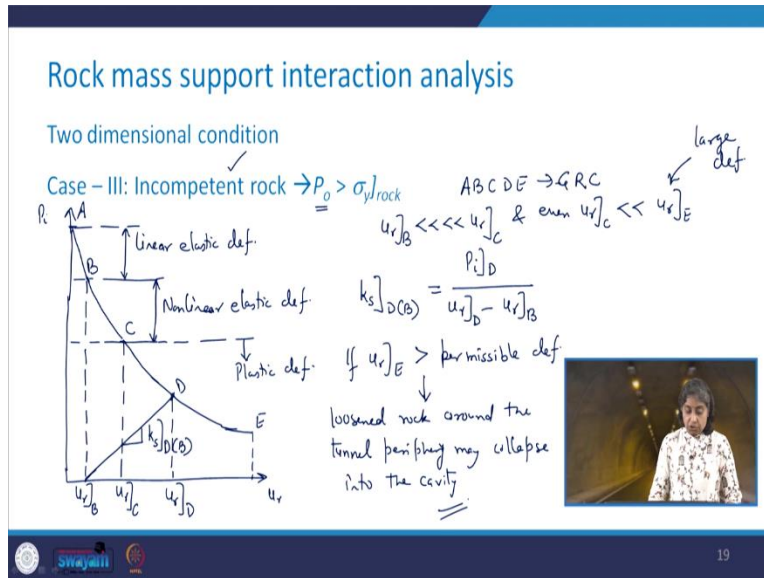 Rock mass support interaction analysis
Two dimensional condition
Case – III: Incompetent rock → P₀ > σy]rock
ABCDE → GRC
large
def
ur]B <<<< ur]C & even ur]C << ur]E
Pi
A
Linear elastic def.
B
Nonlinear elastic def.
C
Plastic def.
D
E
ks]D(B)
ur]B ur]C ur]D ur
ks]D(B) = Pi]D / ur]D - ur]B
If ur]E > permissible def.
↓
loosened rock around the
tunnel periphery may collapse
into the cavity
swayam
19